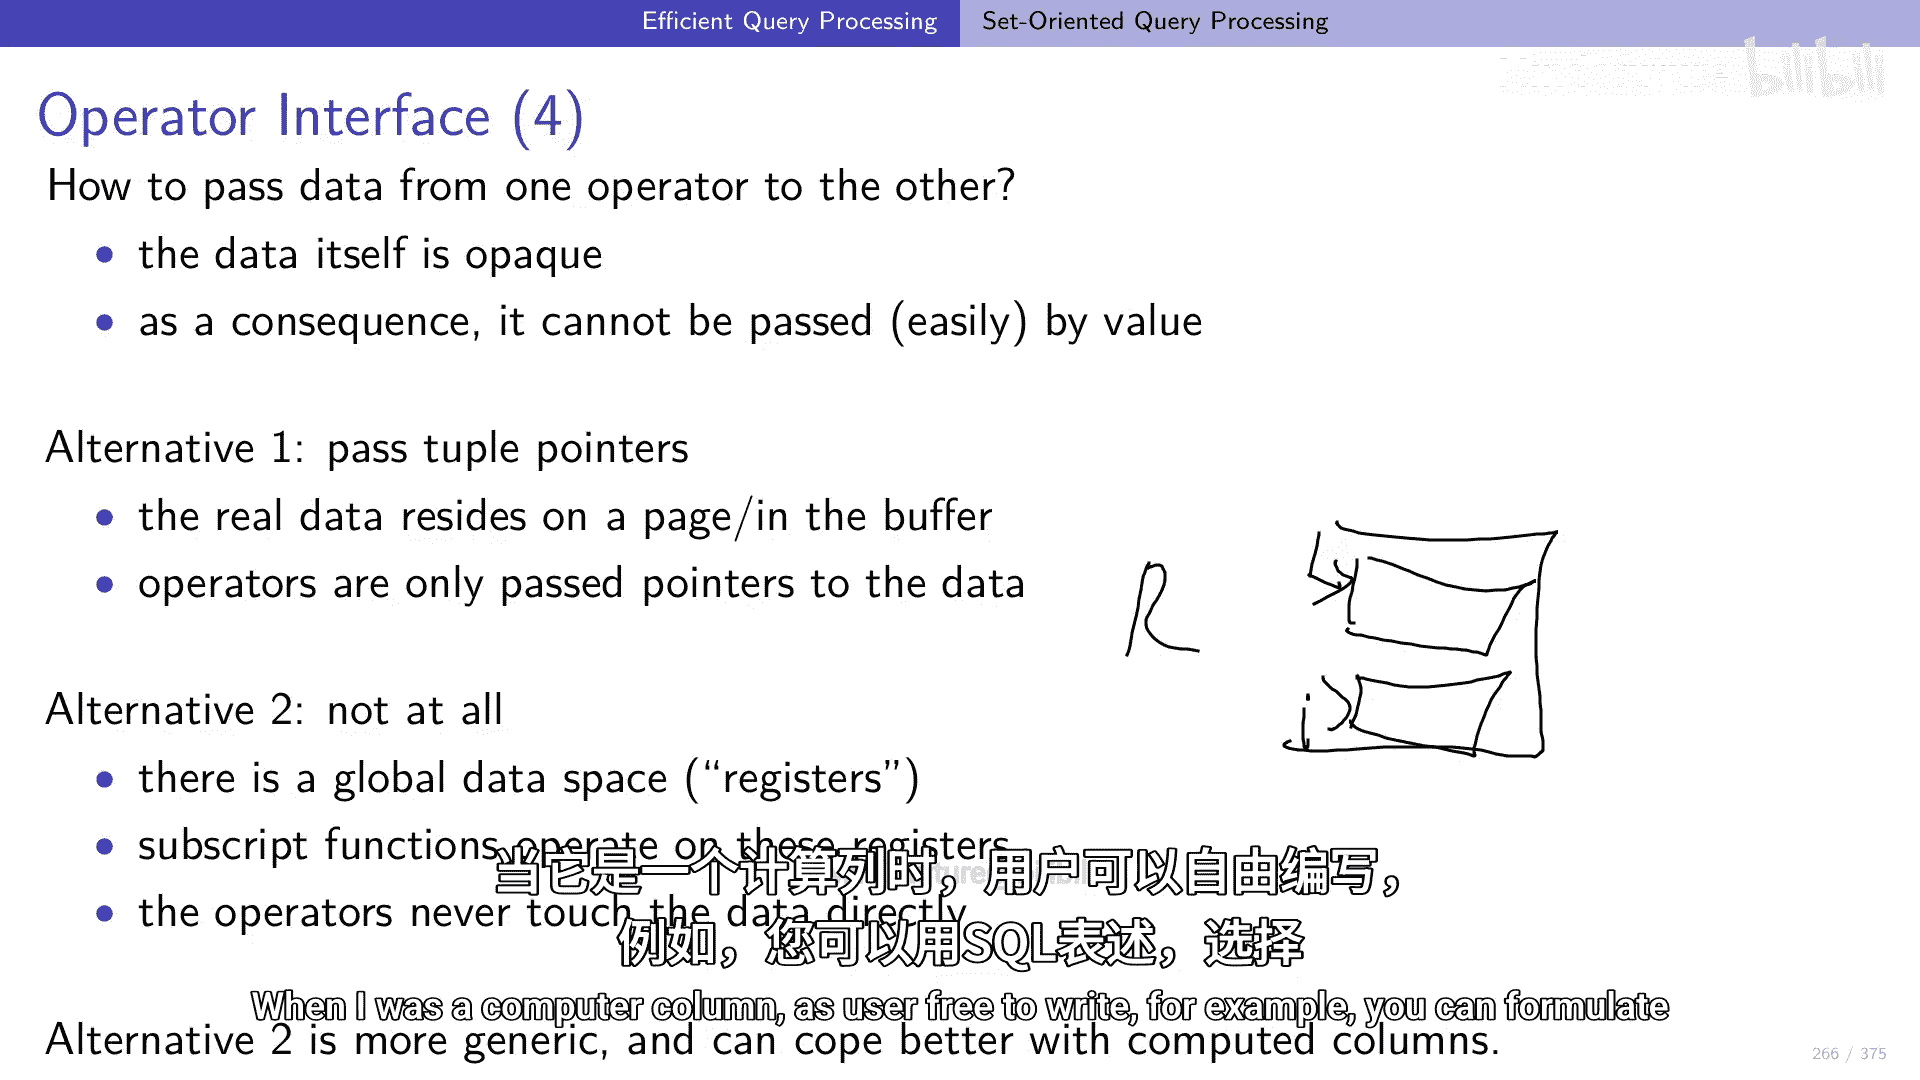 Efficient Query Processing
Set-Oriented Query Processing
bilibili
Operator Interface (4)
How to pass data from one operator to the other?
• the data itself is opaque
• as a consequence, it cannot be passed (easily) by value
Alternative 1: pass tuple pointers
• the real data resides on a page/in the buffer
• operators are only passed pointers to the data
R
Alternative 2: not at all
• there is a global data space (“registers”)
• subscript functions operate on these registers
• the operators never touch the data directly
当它是一个计算列时，用户可以自由编写，
例如，您可以用SQL表述，选择
When I was a computer column, as user free to write, for example, you can formulate
Alternative 2 is more generic, and can cope better with computed columns.
266 / 375